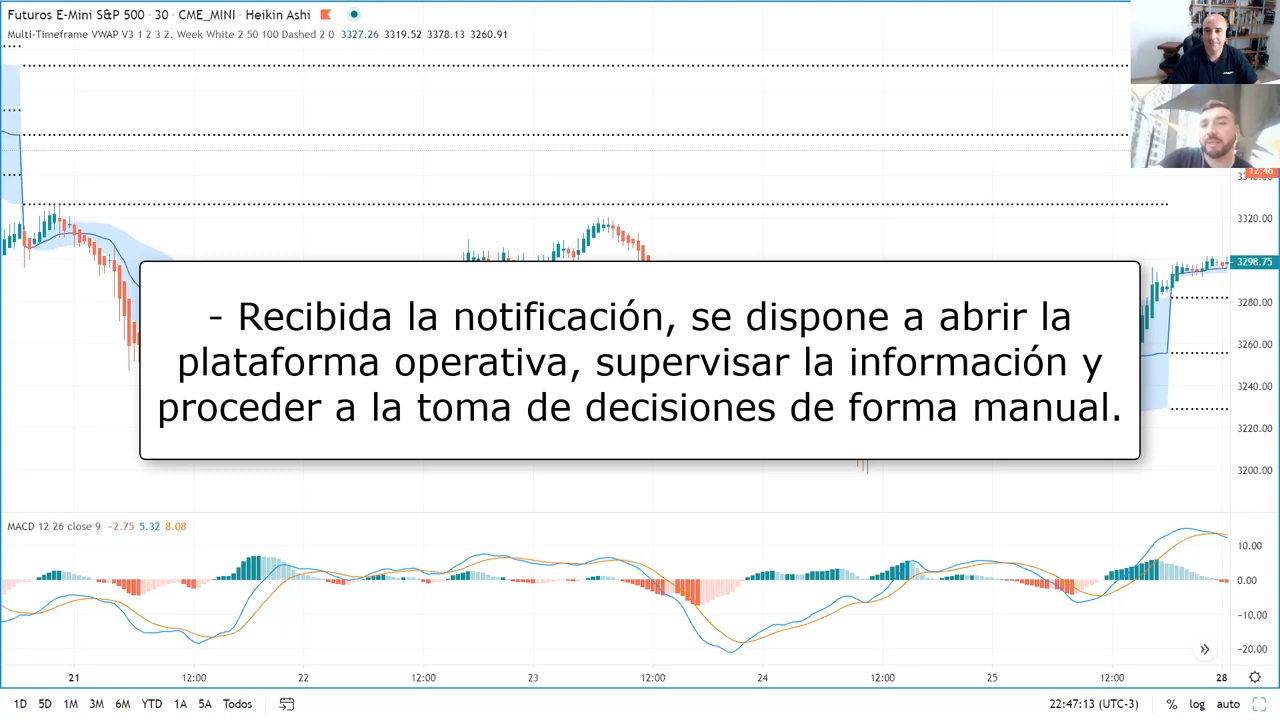 Futuros E-Mini S&P 500 · 30 · CME_MINI · Heikin Ashi
Multi-Timeframe VWAP V3 1 2 3 2. Week White 2 50 100 Dashed 2 0 3327.26 3319.52 3378.13 3260.91
12:46
3320.00
3298.75
3280.00
3260.00
3240.00
3220.00
3200.00
- Recibida la notificación, se dispone a abrir la
plataforma operativa, supervisar la información y
proceder a la toma de decisiones de forma manual.
MACD 12 26 close 9 −2.75 5.32 8.08
10.00
0.00
−10.00
−20.00
21 12:00 22 12:00 23 12:00 24 12:00 25 12:00 28
1D 5D 1M 3M 6M YTD 1A 5A Todos 22:47:13 (UTC-3) % log auto